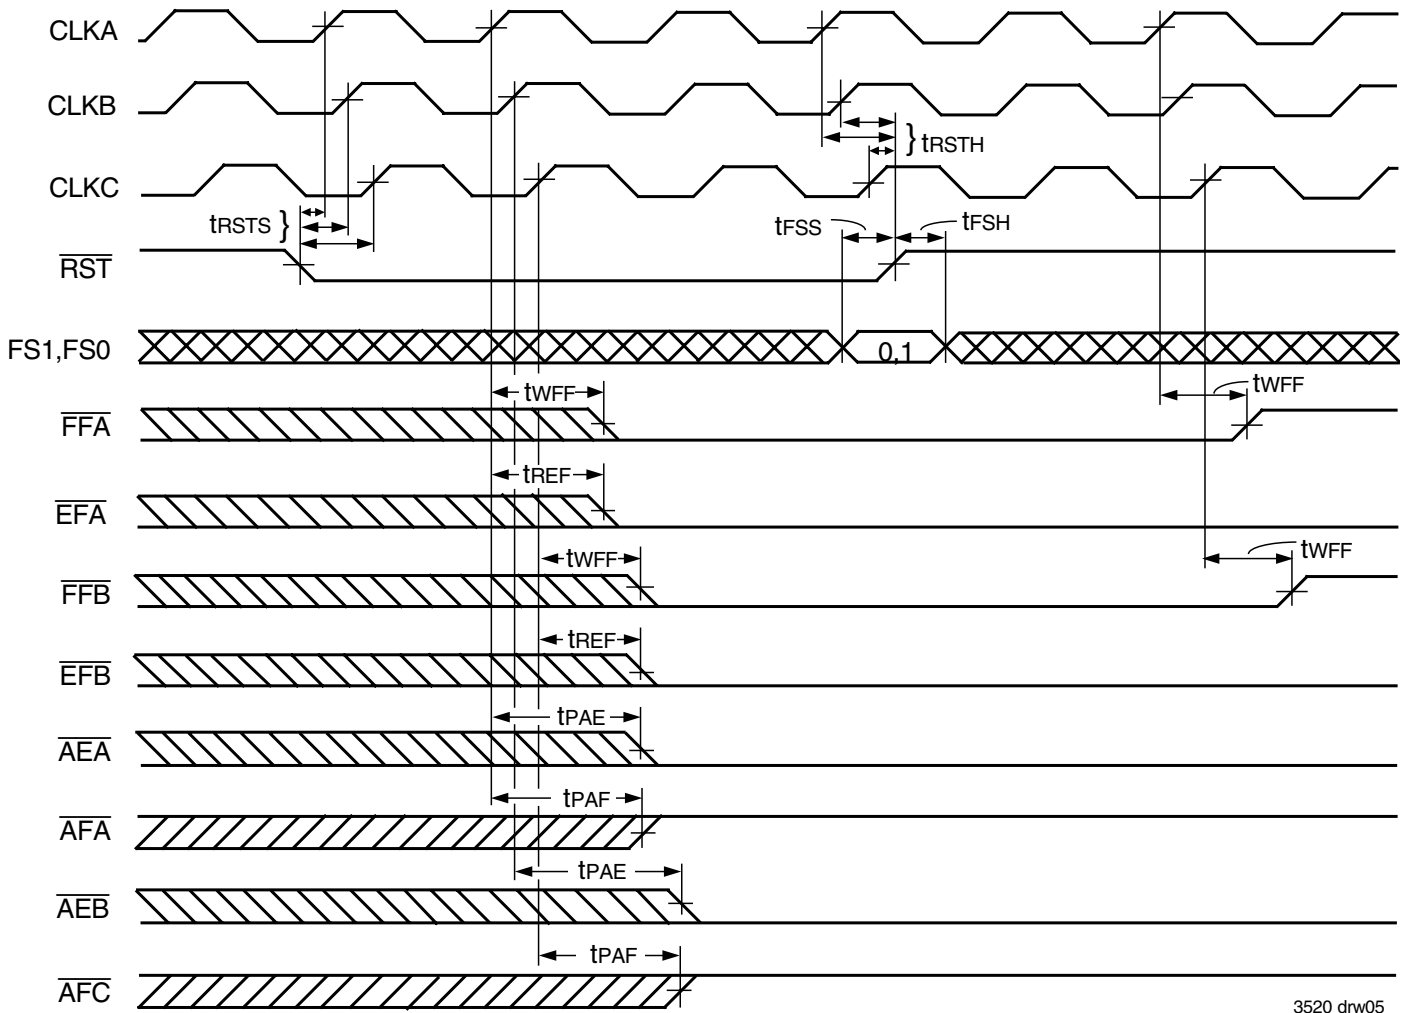 CLKA
CLKB
} tRSTH
CLKC
tRSTS }
tFSS
tFSH
RST
FS1,FS0
0,1
tWFF
tWFF
FFA
tREF
EFA
tWFF
tWFF
FFB
tREF
EFB
tPAE
AEA
tPAF
AFA
tPAE
AEB
tPAF
AFC
3520 drw05